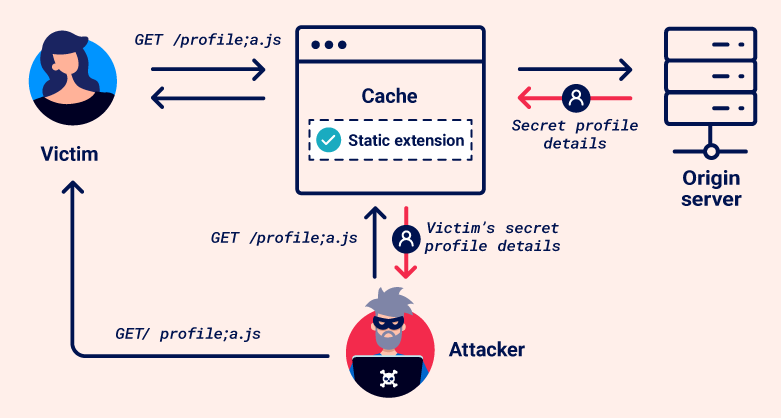 GET /profile;a.js
Cache
Static extension
Victim
Secret profile
details
Origin
server
GET /profile;a.js
Victim's secret
profile details
GET/ profile;a.js
Attacker